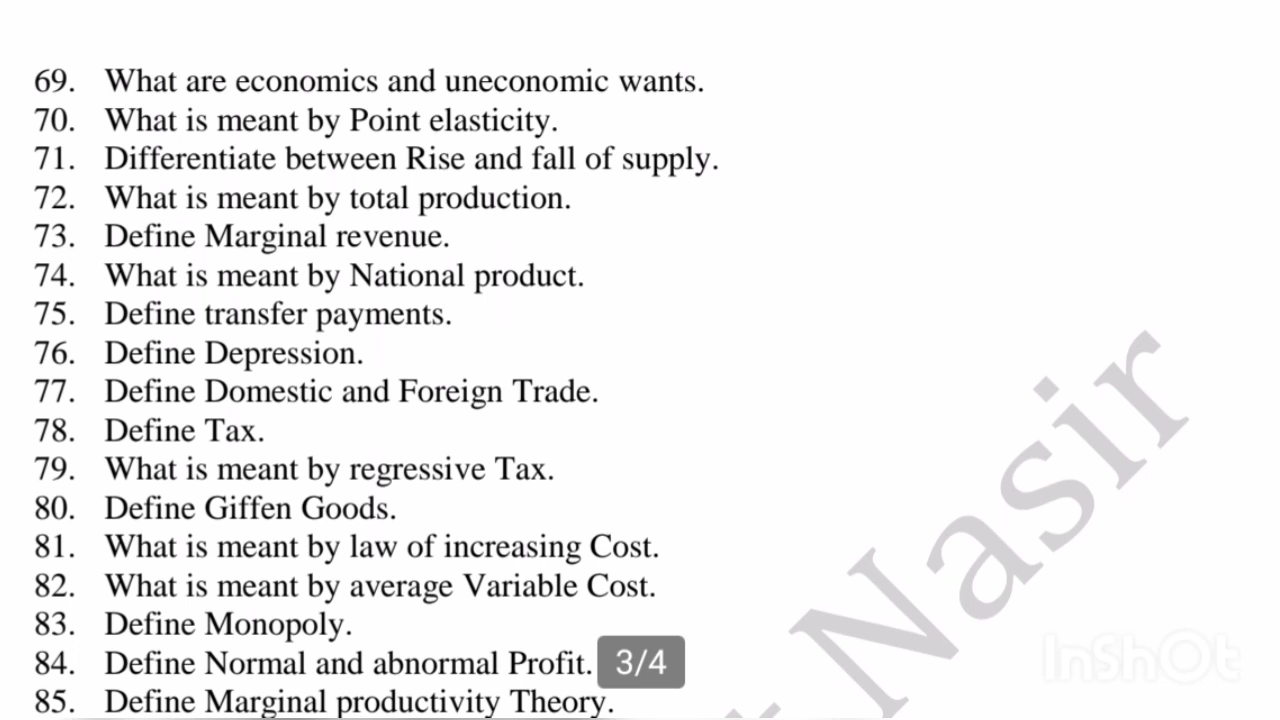 69. What are economics and uneconomic wants.
70. What is meant by Point elasticity.
71. Differentiate between Rise and fall of supply.
72. What is meant by total production.
73. Define Marginal revenue.
74. What is meant by National product.
75. Define transfer payments.
76. Define Depression.
77. Define Domestic and Foreign Trade.
78. Define Tax.
79. What is meant by regressive Tax.
80. Define Giffen Goods.
81. What is meant by law of increasing Cost.
82. What is meant by average Variable Cost.
83. Define Monopoly.
84. Define Normal and abnormal Profit. 3/4
85. Define Marginal productivity Theory.
Nasir
InShOt